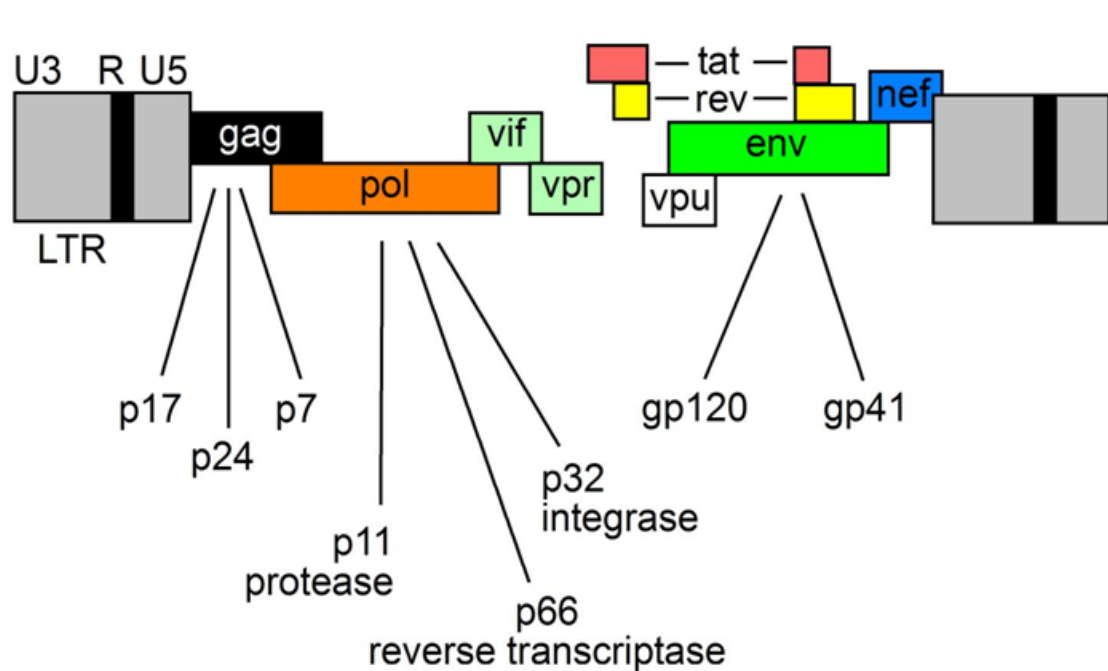 U3 R U5
tat
rev
nef
gag
vif
env
pol
vpr
vpu
LTR
p17
p7
gp120
gp41
p24
p32
integrase
p11
protease
p66
reverse transcriptase